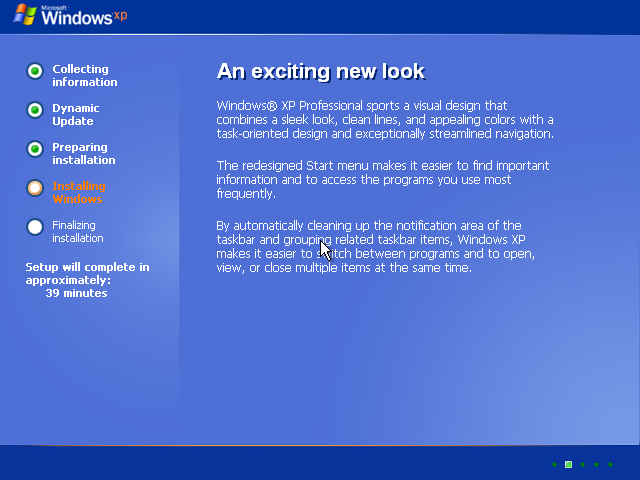 Microsoft
Windows xp
Collecting
information
Dynamic
Update
Preparing
installation
Installing
Windows
Finalizing
installation
Setup will complete in
approximately:
39 minutes
An exciting new look
Windows® XP Professional sports a visual design that
combines a sleek look, clean lines, and appealing colors with a
task-oriented design and exceptionally streamlined navigation.
The redesigned Start menu makes it easier to find important
information and to access the programs you use most
frequently.
By automatically cleaning up the notification area of the
taskbar and grouping related taskbar items, Windows XP
makes it easier to switch between programs and to open,
view, or close multiple items at the same time.